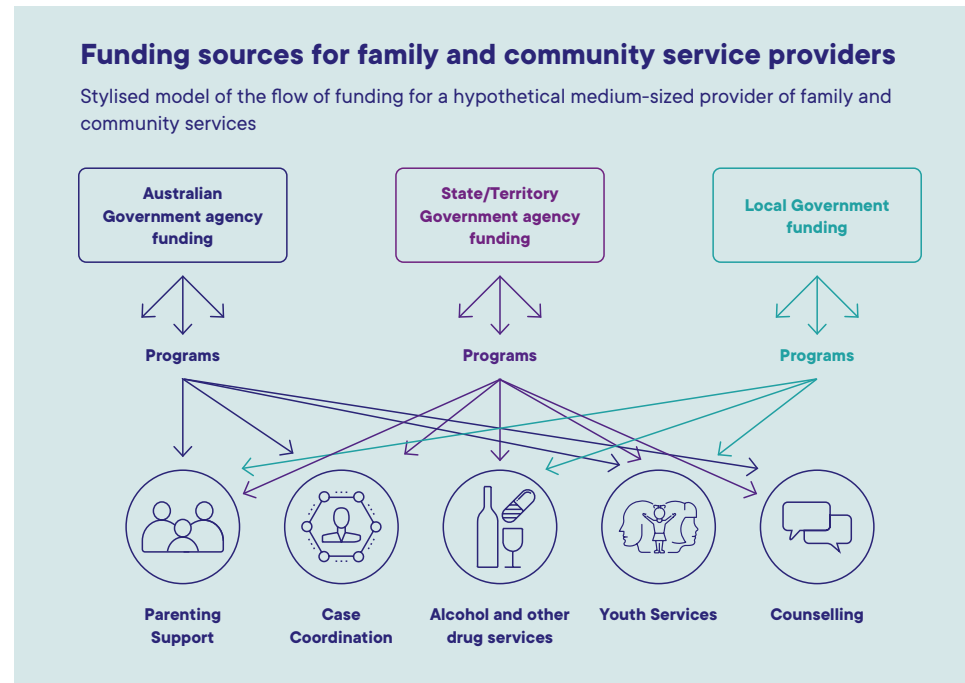 Funding sources for family and community service providers
Stylised model of the flow of funding for a hypothetical medium-sized provider of family and
community services
Australian
Government agency
funding
State/Territory
Government agency
funding
Local Government
funding
Programs
Programs
Programs
Parenting
Support
Case
Coordination
Alcohol and other
drug services
Youth Services
Counselling